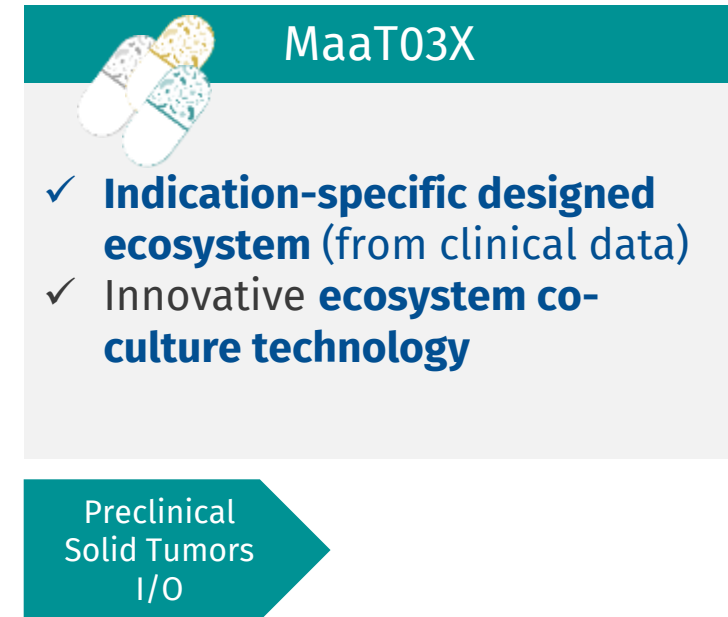 MaaT03X
✓ Indication-specific designed
ecosystem (from clinical data)
✓ Innovative ecosystem co-
culture technology
Preclinical
Solid Tumors
I/O